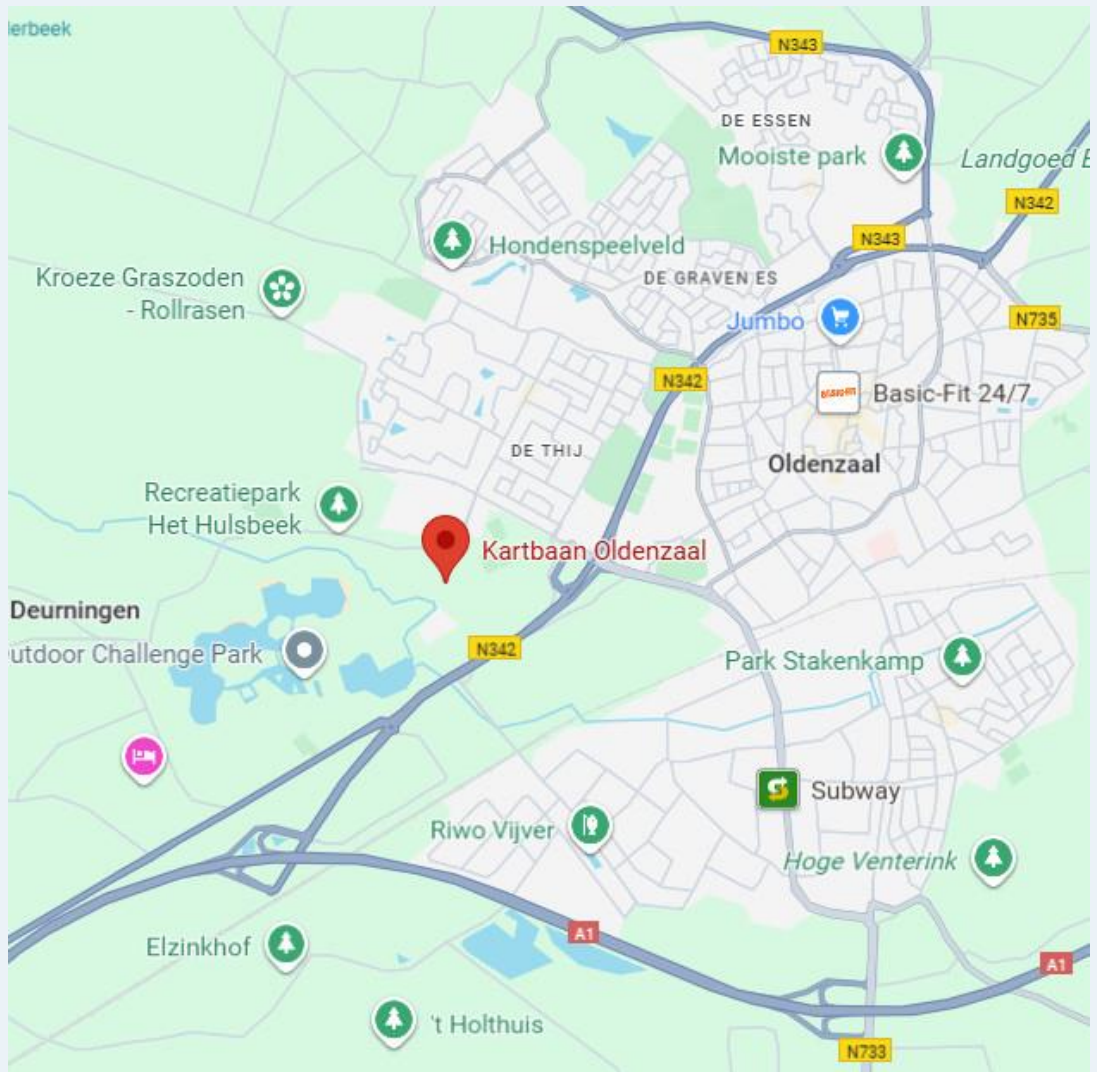 erbeek
N343
DE ESSEN
Mooiste park
Landgoed E
N342
N343
Hondenspeelveld
DE GRAVEN ES
Kroeze Graszoden
- Rollrasen
Jumbo
N735
N342
BASIC-FIT
Basic-Fit 24/7
DE THIJ
Oldenzaal
Recreatiepark
Het Hulsbeek
Kartbaan Oldenzaal
Deurningen
utdoor Challenge Park
N342
Park Stakenkamp
Subway
Riwo Vijver
Hoge Venterink
A1
Elzinkhof
A1
't Holthuis
N733